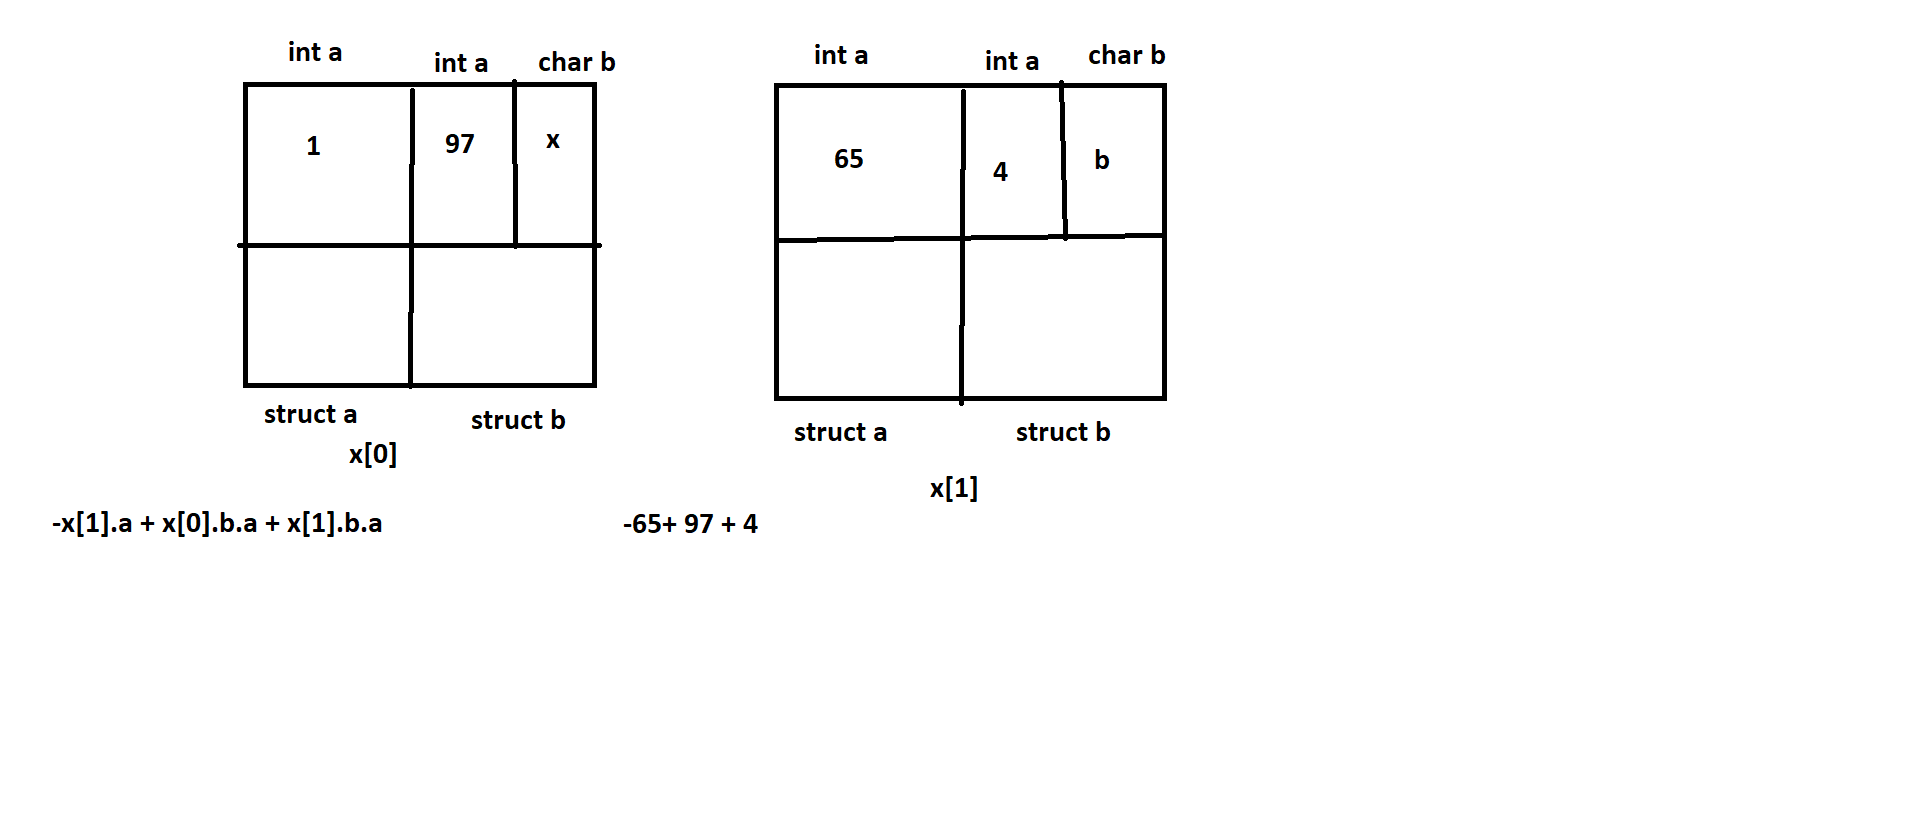 int a int a char b
1 97 x
struct a struct b
x[0]
int a int a char b
65 4 b
struct a struct b
x[1]
-x[1].a + x[0].b.a + x[1].b.a
-65+ 97 + 4